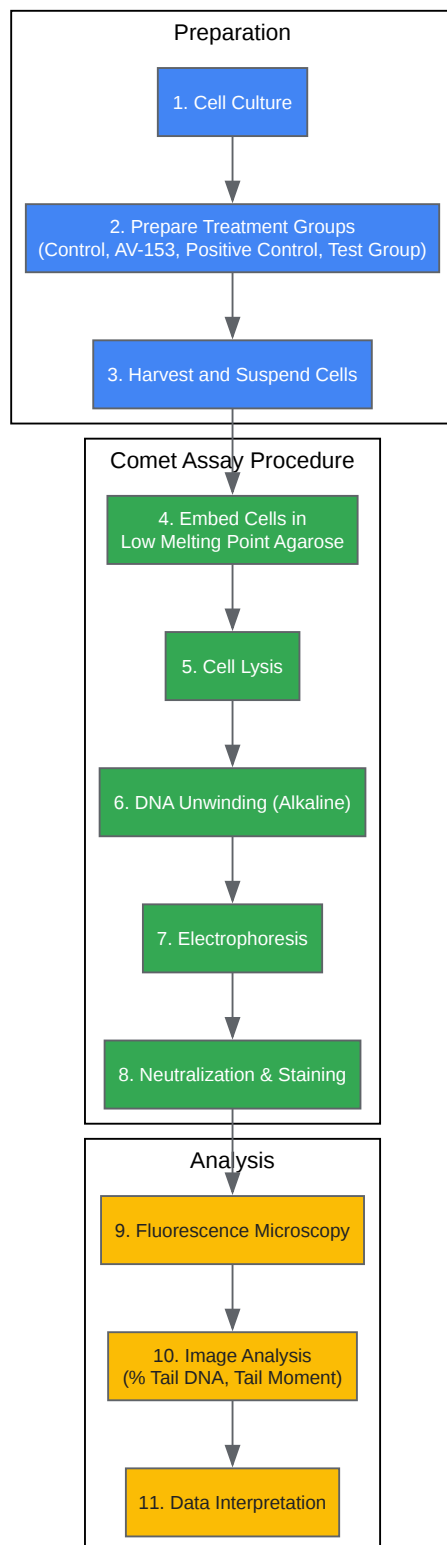 Preparation
1. Cell Culture
2. Prepare Treatment Groups
(Control, AV-153, Positive Control, Test Group)
3. Harvest and Suspend Cells
Comet Assay Procedure
4. Embed Cells in
Low Melting Point Agarose
5. Cell Lysis
6. DNA Unwinding (Alkaline)
7. Electrophoresis
8. Neutralization & Staining
Analysis
9. Fluorescence Microscopy
10. Image Analysis
(% Tail DNA, Tail Moment)
11. Data Interpretation